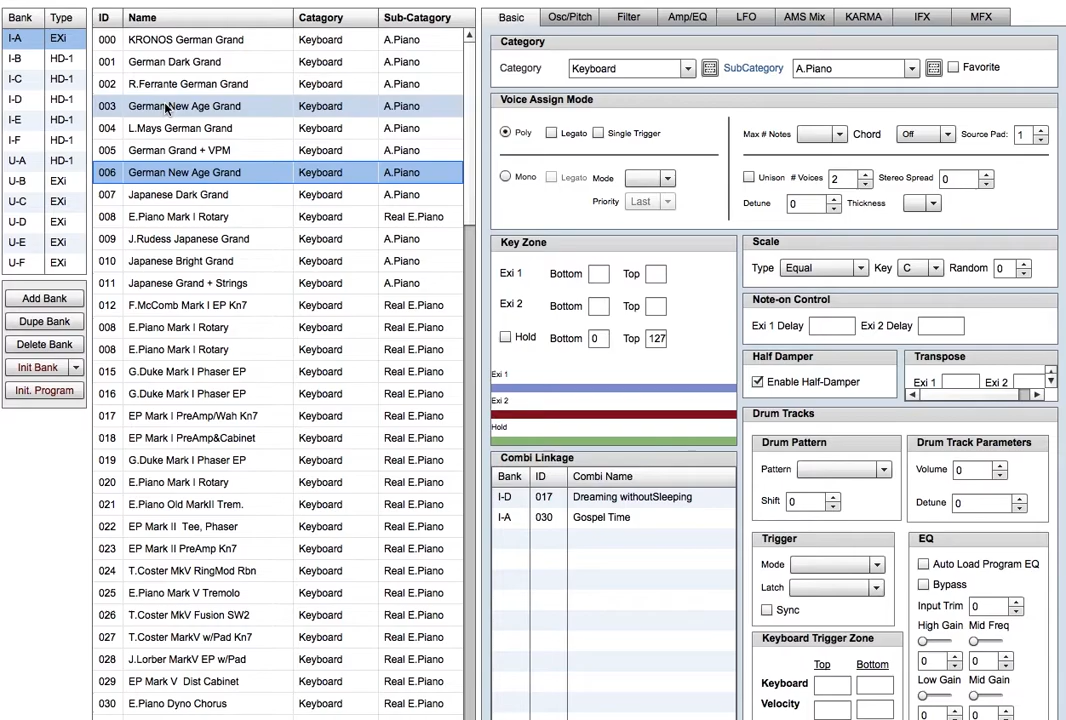 Bank Type
I-A EXi
I-B HD-1
I-C HD-1
I-D HD-1
I-E HD-1
I-F HD-1
U-A HD-1
U-B EXi
U-C EXi
U-D EXi
U-E EXi
U-F EXi
Add Bank
Dupe Bank
Delete Bank
Init Bank
Init. Program
ID Name Catagory Sub-Catagory
000 KRONOS German Grand Keyboard A.Piano
001 German Dark Grand Keyboard A.Piano
002 R.Ferrante German Grand Keyboard A.Piano
003 German New Age Grand Keyboard A.Piano
004 L.Mays German Grand Keyboard A.Piano
005 German Grand + VPM Keyboard A.Piano
006 German New Age Grand Keyboard A.Piano
007 Japanese Dark Grand Keyboard A.Piano
008 E.Piano Mark I Rotary Keyboard Real E.Piano
009 J.Rudess Japanese Grand Keyboard A.Piano
010 Japanese Bright Grand Keyboard A.Piano
011 Japanese Grand + Strings Keyboard A.Piano
012 F.McComb Mark I EP Kn7 Keyboard Real E.Piano
008 E.Piano Mark I Rotary Keyboard Real E.Piano
008 E.Piano Mark I Rotary Keyboard Real E.Piano
015 G.Duke Mark I Phaser EP Keyboard Real E.Piano
016 G.Duke Mark I Phaser EP Keyboard Real E.Piano
017 EP Mark I PreAmp/Wah Kn7 Keyboard Real E.Piano
018 EP Mark I PreAmp&Cabinet Keyboard Real E.Piano
019 G.Duke Mark I Phaser EP Keyboard Real E.Piano
020 E.Piano Mark I Rotary Keyboard Real E.Piano
021 E.Piano Old MarkII Trem. Keyboard Real E.Piano
022 EP Mark II Tee, Phaser Keyboard Real E.Piano
023 EP Mark II PreAmp Kn7 Keyboard Real E.Piano
024 T.Coster MkV RingMod Rbn Keyboard Real E.Piano
025 E.Piano Mark V Tremolo Keyboard Real E.Piano
026 T.Coster MkV Fusion SW2 Keyboard Real E.Piano
027 T.Coster MarkV w/Pad Kn7 Keyboard Real E.Piano
028 J.Lorber MarkV EP w/Pad Keyboard Real E.Piano
029 EP Mark V Dist Cabinet Keyboard Real E.Piano
030 E.Piano Dyno Chorus Keyboard Real E.Piano
Basic Osc/Pitch Filter Amp/EQ LFO AMS Mix KARMA IFX MFX
Category
Category Keyboard SubCategory A.Piano Favorite
Voice Assign Mode
Poly Legato Single Trigger
Mono Legato Mode
Priority Last
Max # Notes Chord Off Source Pad: 1
Unison # Voices 2 Stereo Spread 0
Detune 0 Thickness
Key Zone
Exi 1 Bottom Top
Exi 2 Bottom Top
Hold Bottom 0 Top 127
Exi 1
Exi 2
Hold
Combi Linkage
Bank ID Combi Name
I-D 017 Dreaming withoutSleeping
I-A 030 Gospel Time
Scale
Type Equal Key C Random 0
Note-on Control
Exi 1 Delay Exi 2 Delay
Half Damper
Enable Half-Damper
Transpose
Exi 1 Exi 2
Drum Tracks
Drum Pattern
Pattern
Shift 0
Drum Track Parameters
Volume 0
Detune 0
Trigger
Mode
Latch
Sync
Keyboard Trigger Zone
Top Bottom
Keyboard
Velocity
EQ
Auto Load Program EQ
Bypass
Input Trim 0
High Gain Mid Freq
0 0
Low Gain Mid Gain
0 0